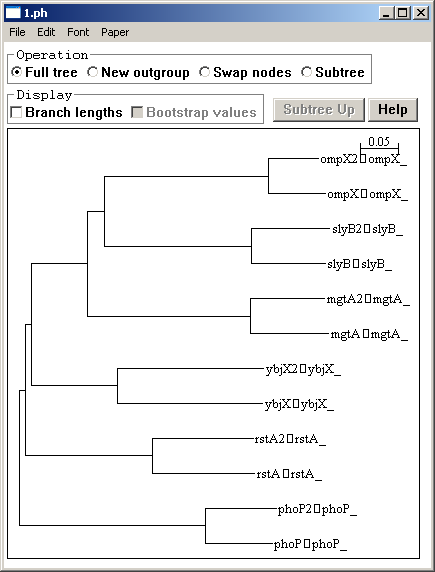 1.ph
File Edit Font Paper
Operation
Full tree New outgroup Swap nodes Subtree
Display
Branch lengths Bootstrap values Subtree Up Help
0.05
ompX2▯ompX_
ompX▯ompX_
slyB2▯slyB_
slyB▯slyB_
mgtA2▯mgtA_
mgtA▯mgtA_
ybjX2▯ybjX_
ybjX▯ybjX_
rstA2▯rstA_
rstA▯rstA_
phoP2▯phoP_
phoP▯phoP_